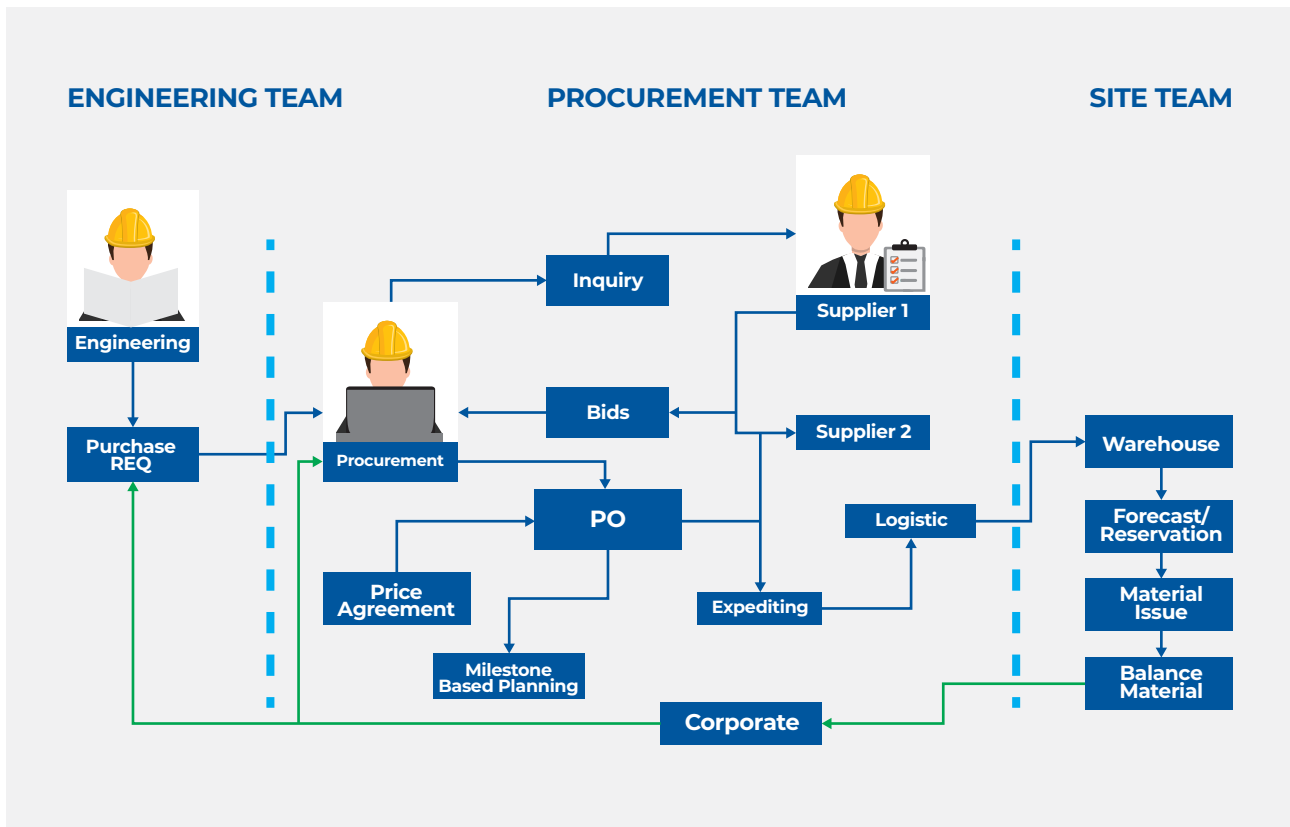 ENGINEERING TEAM
PROCUREMENT TEAM
SITE TEAM
Engineering
Purchase
REQ
Procurement
Inquiry
Supplier 1
Bids
Supplier 2
PO
Price
Agreement
Milestone
Based Planning
Expediting
Logistic
Corporate
Warehouse
Forecast/
Reservation
Material
Issue
Balance
Material